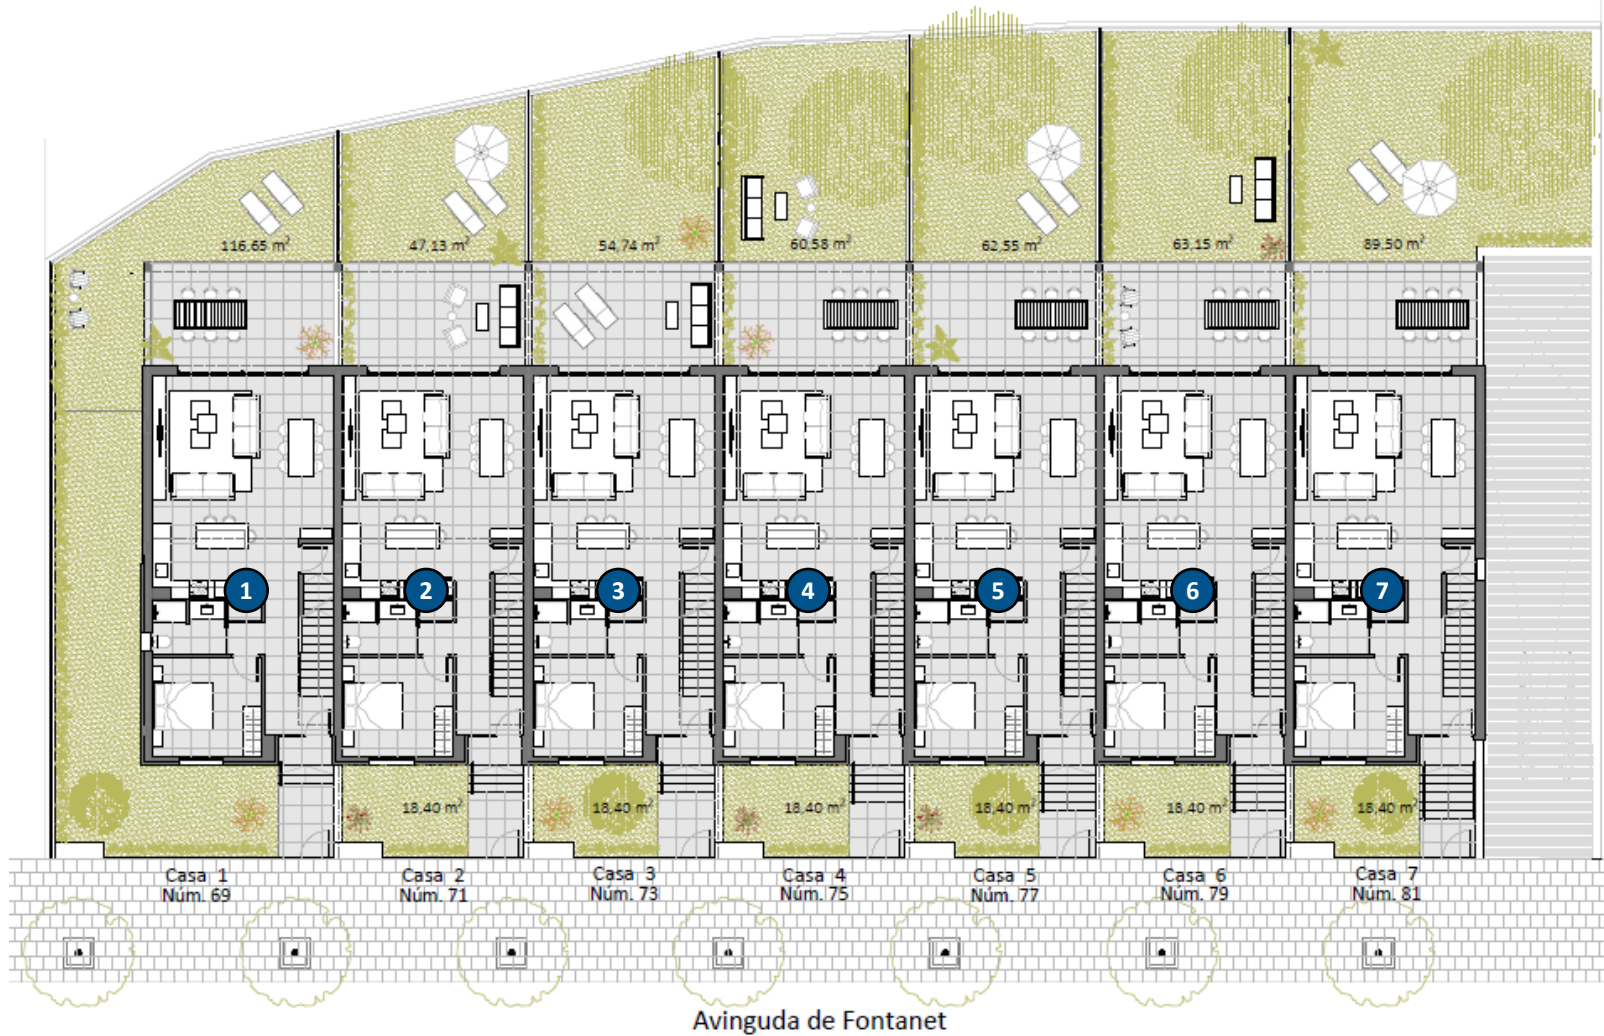 116,65 m²
47,13 m²
54,74 m²
60,58 m²
62,55 m²
63,15 m²
89,50 m²
1
2
3
4
5
6
7
18,40 m²
18,40 m²
18,40 m²
18,40 m²
18,40 m²
18,40 m²
Casa 1
Núm. 69
Casa 2
Núm. 71
Casa 3
Núm. 73
Casa 4
Núm. 75
Casa 5
Núm. 77
Casa 6
Núm. 79
Casa 7
Núm. 81
Avinguda de Fontanet